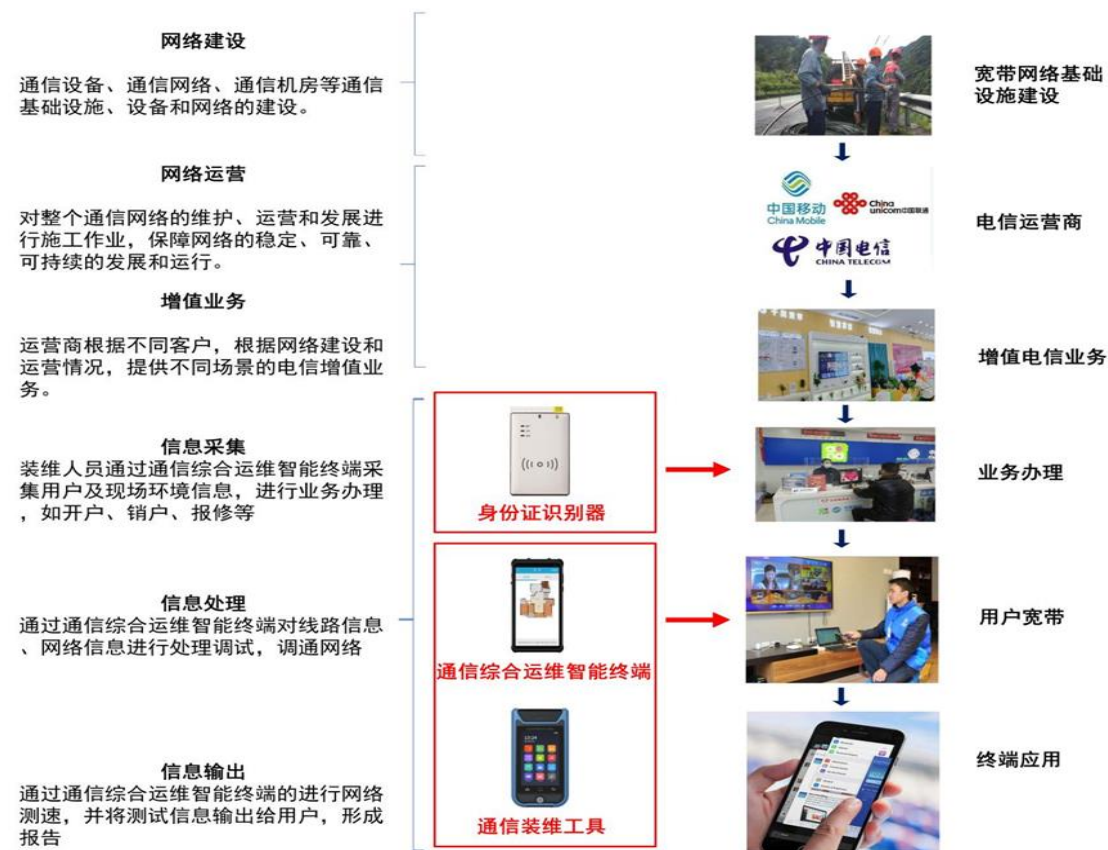 网络建设
通信设备、通信网络、通信机房等通信
基础设施、设备和网络的建设。
宽带网络基础
设施建设
网络运营
对整个通信网络的维护、运营和发展进
行施工作业，保障网络的稳定、可靠、
可持续的发展和运行。
中国移动
China Mobile
China
unicom中国联通
中国电信
CHINA TELECOM
电信运营商
增值业务
运营商根据不同客户，根据网络建设和
运营情况，提供不同场景的电信增值业
务。
增值电信业务
信息采集
装维人员通过通信综合运维智能终端采
集用户及现场环境信息，进行业务办理
，如开户、销户、报修等
身份证识别器
业务办理
信息处理
通过通信综合运维智能终端对线路信息
、网络信息进行处理调试，调通网络
通信综合运维智能终端
用户宽带
信息输出
通过通信综合运维智能终端的进行网络
测速，并将测试信息输出给用户，形成
报告
12:24
通信装维工具
终端应用